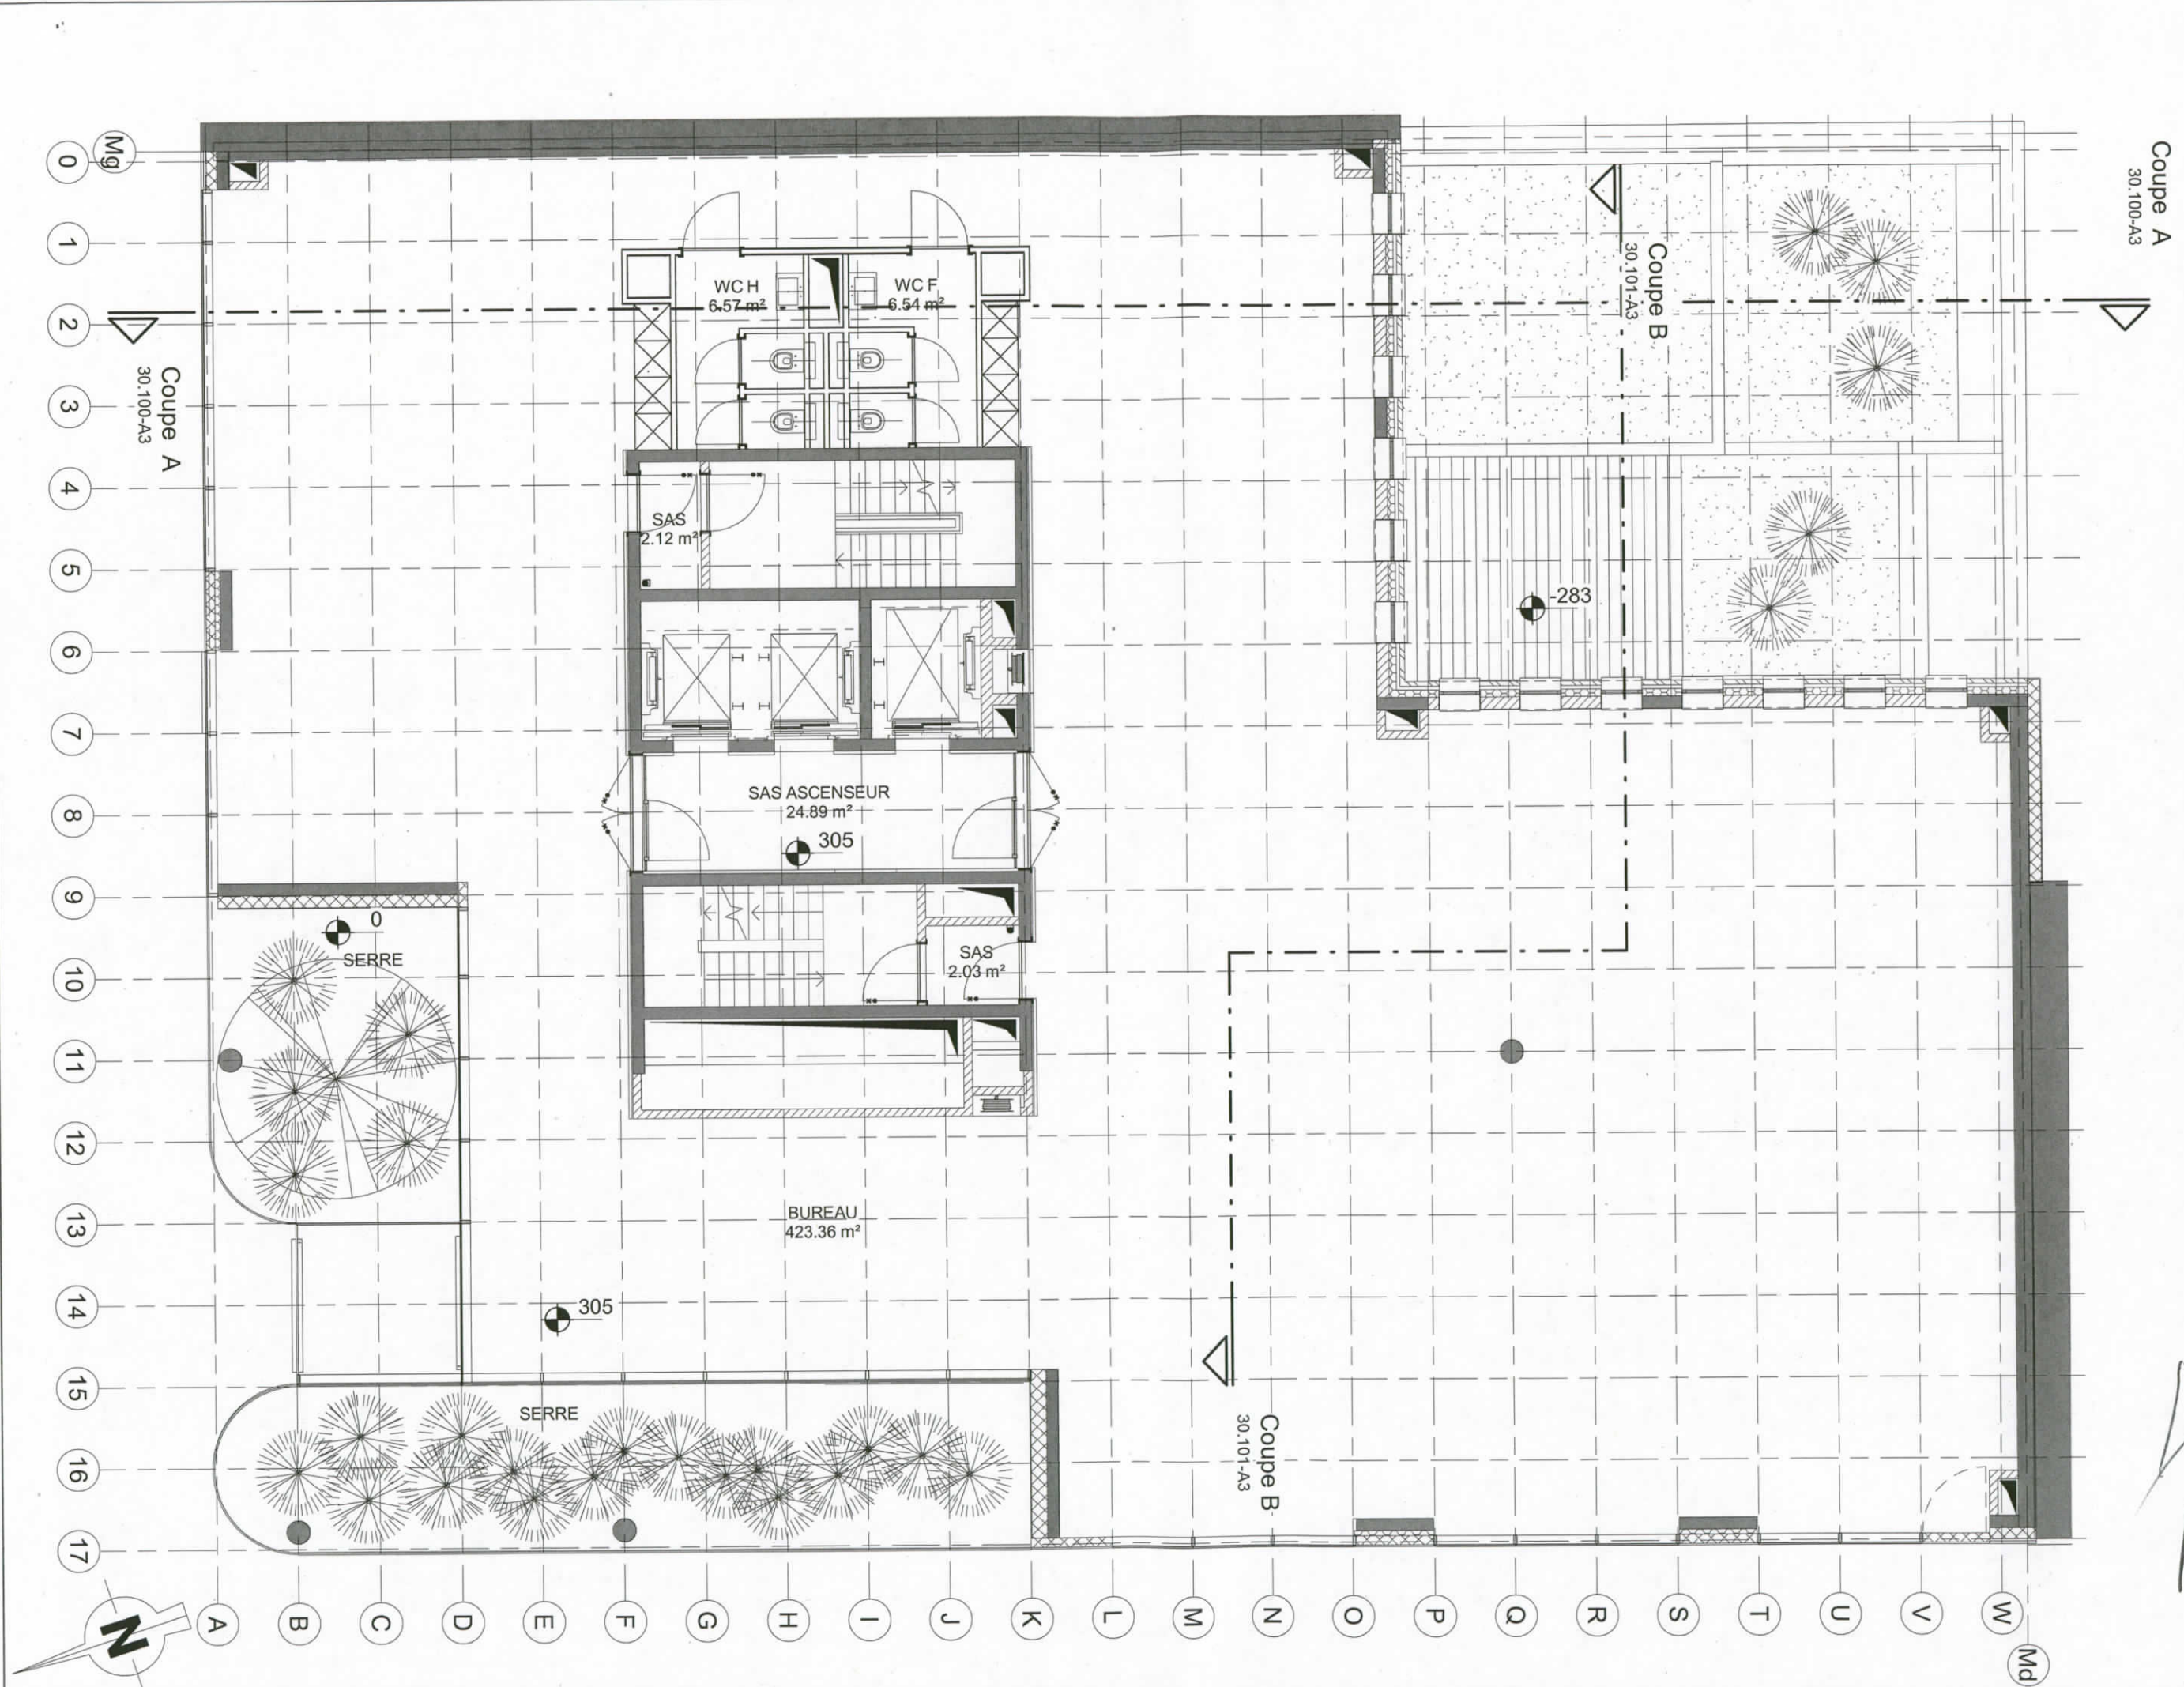 Mg
0
1
2
3
4
5
6
7
8
9
10
11
12
13
14
15
16
17
Coupe A
30.100-A3
Coupe A
30.100-A3
Coupe B
30.101-A3
WC H
6.57 m²
WC F
6.54 m²
SAS
2.12 m²
-283
SAS ASCENSEUR
24.89 m²
305
0
SERRE
SAS
2.03 m²
BUREAU
423.36 m²
305
SERRE
Coupe B
30.101-A3
N
A
B
C
D
E
F
G
H
I
J
K
L
M
N
O
P
Q
R
S
T
U
V
W
Md